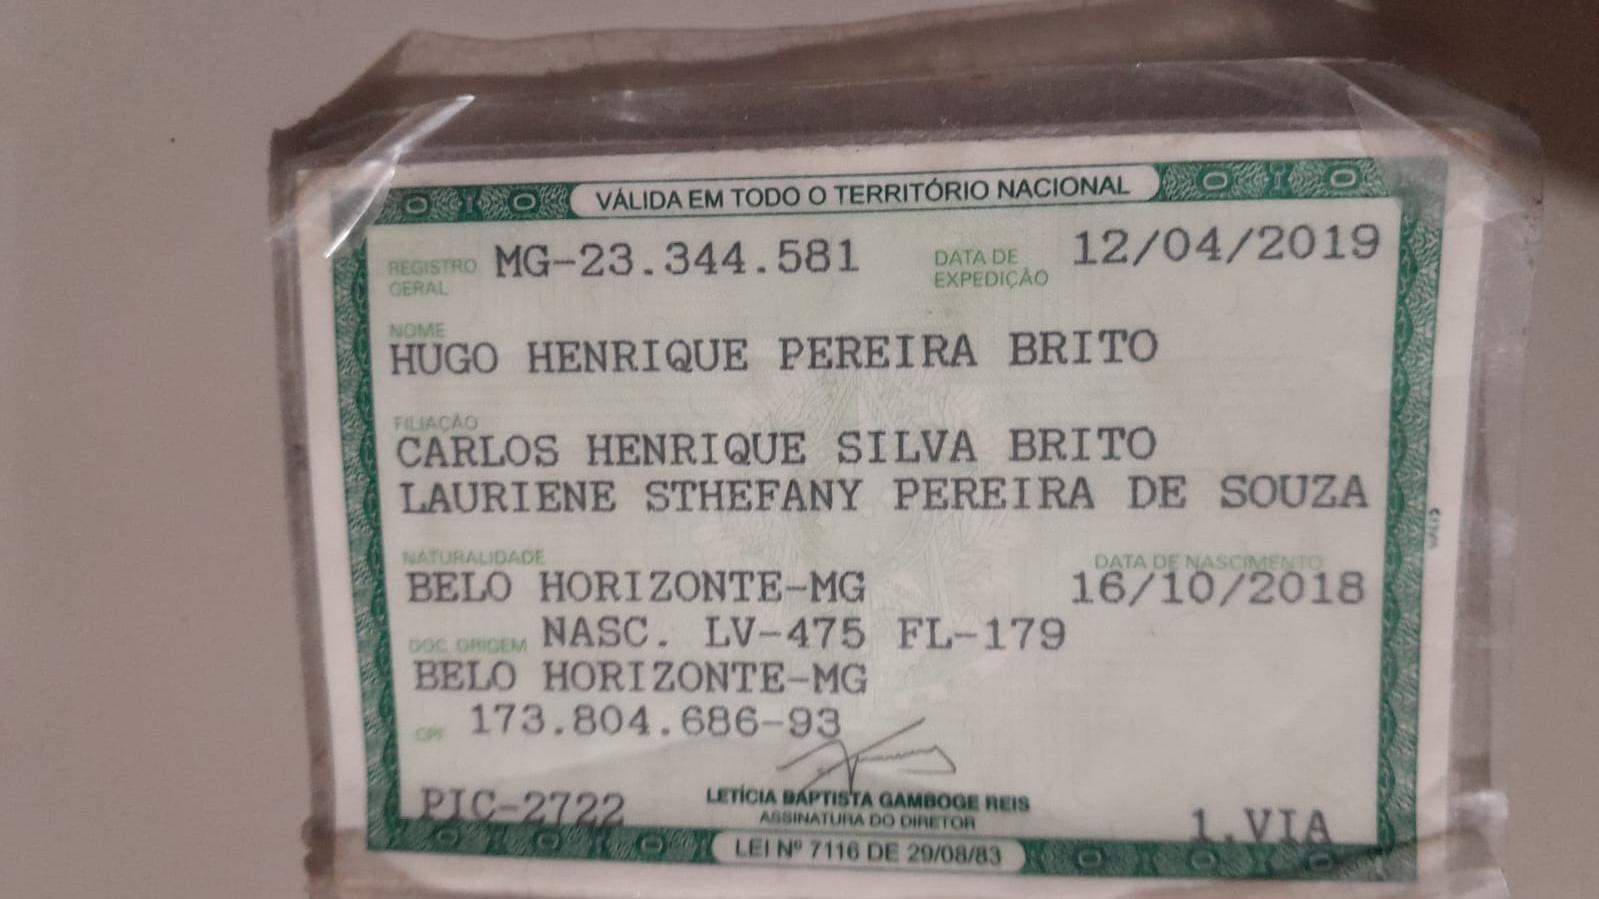 VÁLIDA EM TODO O TERRITÓRIO NACIONAL
REGISTRO GERAL MG-23.344.581 DATA DE EXPEDIÇÃO 12/04/2019
NOME
HUGO HENRIQUE PEREIRA BRITO
FILIAÇÃO
CARLOS HENRIQUE SILVA BRITO
LAURIENE STHEFANY PEREIRA DE SOUZA
NATURALIDADE DATA DE NASCIMENTO
BELO HORIZONTE-MG 16/10/2018
DOC. ORIGEM NASC. LV-475 FL-179
BELO HORIZONTE-MG
CPF 173.804.686-93
PIC-2722 LETÍCIA BAPTISTA GAMBOGE REIS
ASSINATURA DO DIRETOR
1.VIA
LEI Nº 7116 DE 29/08/83